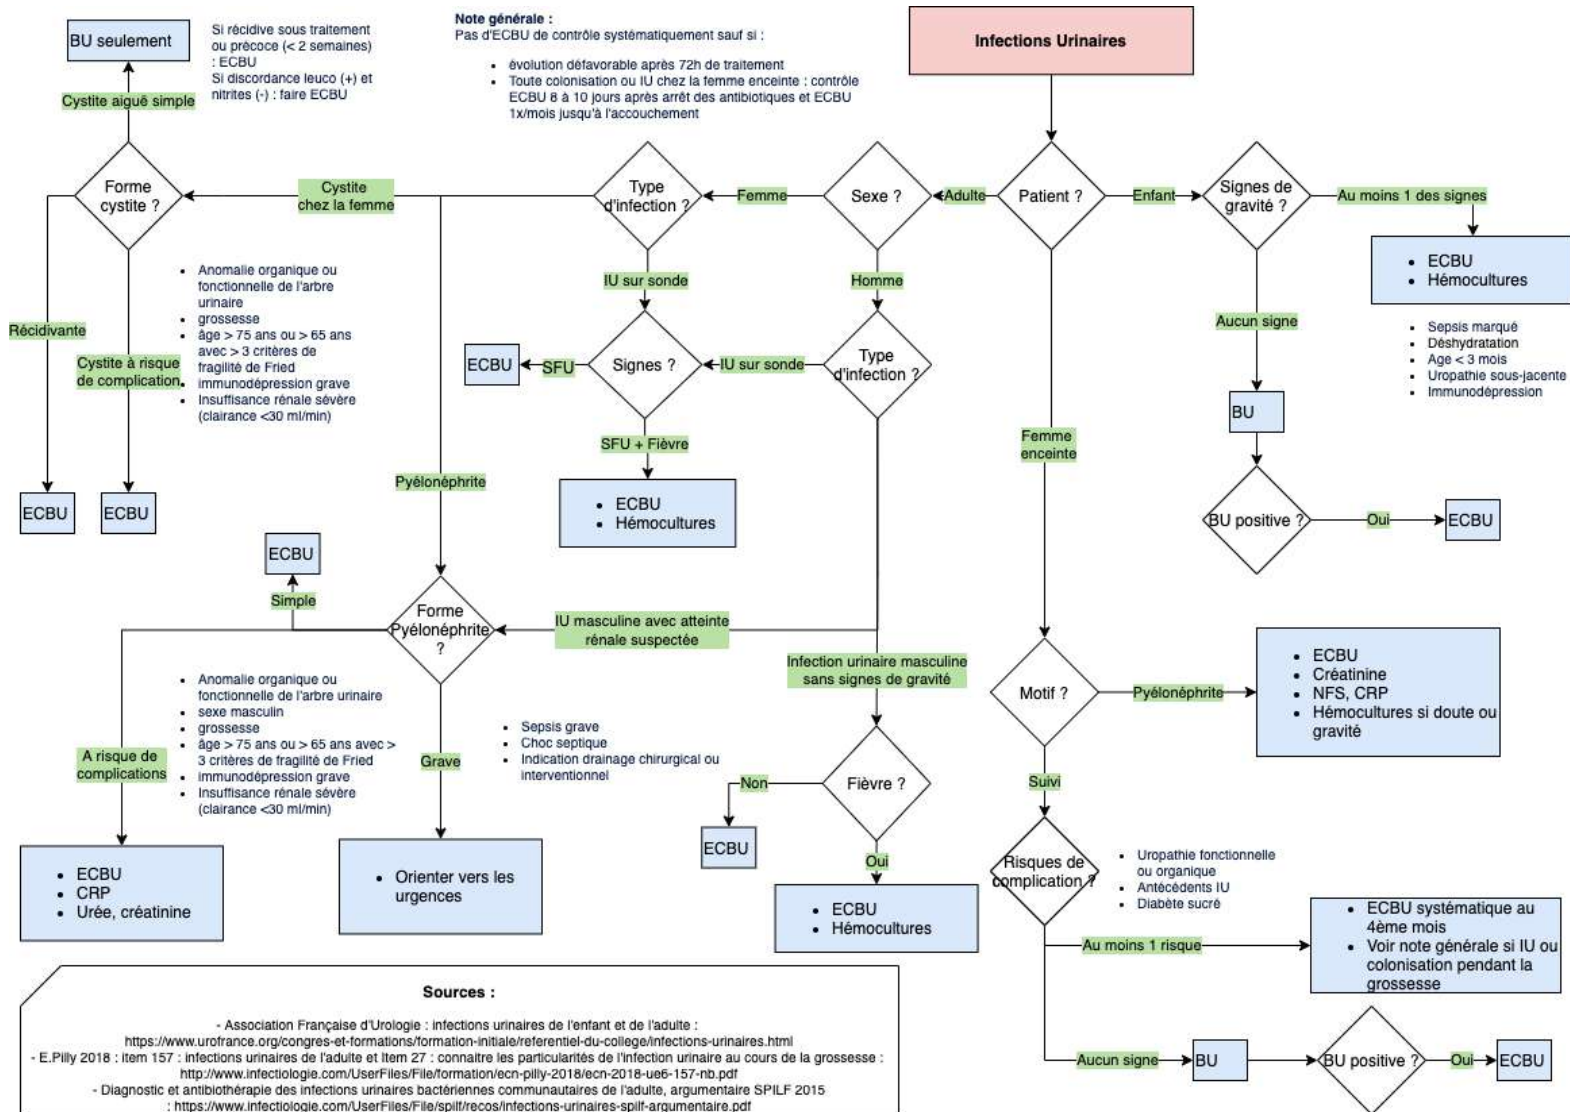 Note générale :
Pas d'ECBU de contrôle systématiquement sauf si :
• évolution défavorable après 72h de traitement
• Toute colonisation ou IU chez la femme enceinte : contrôle
ECBU 8 à 10 jours après arrêt des antibiotiques et ECBU
1x/mois jusqu'à l'accouchement
Infections Urinaires
BU seulement
Si récidive sous traitement
ou précoce (< 2 semaines)
: ECBU
Si discordance leuco (+) et
nitrites (-) : faire ECBU
Cystite aiguë simple
Forme
cystite ?
Cystite
chez la femme
Type
d'infection ?
Femme
Sexe ?
Adulte
Patient ?
Enfant
Signes de
gravité ?
Au moins 1 des signes
• ECBU
• Hémocultures
• Sepsis marqué
• Déshydratation
• Age < 3 mois
• Uropathie sous-jacente
• Immunodépression
Aucun signe
BU
BU positive ?
Oui
ECBU
Récidivante
Cystite à risque
de complication
• Anomalie organique ou
fonctionnelle de l'arbre
urinaire
• grossesse
• âge > 75 ans ou > 65 ans
avec > 3 critères de
fragilité de Fried
• immunodépression grave
• Insuffisance rénale sévère
(clairance <30 ml/min)
ECBU
ECBU
IU sur sonde
Homme
ECBU
SFU
Signes ?
IU sur sonde
Type
d'infection ?
SFU + Fièvre
• ECBU
• Hémocultures
Pyélonéphrite
ECBU
Simple
Forme
Pyélonéphrite
?
IU masculine avec atteinte
rénale suspectée
Infection urinaire masculine
sans signes de gravité
Femme
enceinte
Motif ?
Pyélonéphrite
• ECBU
• Créatinine
• NFS, CRP
• Hémocultures si doute ou
gravité
A risque de
complications
• Anomalie organique ou
fonctionnelle de l'arbre urinaire
• sexe masculin
• grossesse
• âge > 75 ans ou > 65 ans avec >
3 critères de fragilité de Fried
• immunodépression grave
• Insuffisance rénale sévère
(clairance <30 ml/min)
Grave
• Sepsis grave
• Choc septique
• Indication drainage chirurgical ou
interventionnel
Non
Fièvre ?
ECBU
Oui
• ECBU
• Hémocultures
• ECBU
• CRP
• Urée, créatinine
• Orienter vers les
urgences
Suivi
Risques de
complication ?
• Uropathie fonctionnelle
ou organique
• Antécédents IU
• Diabète sucré
Au moins 1 risque
• ECBU systématique au
4ème mois
• Voir note générale si IU ou
colonisation pendant la
grossesse
Aucun signe
BU
BU positive ?
Oui
ECBU
Sources :
- Association Française d'Urologie : infections urinaires de l'enfant et de l'adulte :
https://www.urofrance.org/congres-et-formations/formation-initiale/referentiel-du-college/infections-urinaires.html
- E.Pilly 2018 : item 157 : infections urinaires de l'adulte et Item 27 : connaitre les particularités de l'infection urinaire au cours de la grossesse :
http://www.infectiologie.com/UserFiles/File/formation/ecn-pilly-2018/ecn-2018-ue6-157-nb.pdf
- Diagnostic et antibiothérapie des infections urinaires bactériennes communautaires de l'adulte, argumentaire SPILF 2015
: https://www.infectiologie.com/UserFiles/File/spilf/recos/infections-urinaires-spilf-argumentaire.pdf